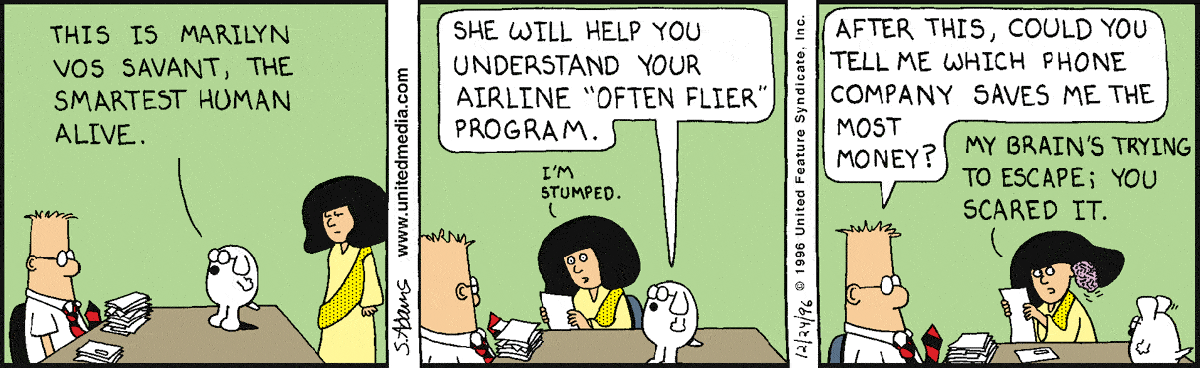 THIS IS MARILYN
VOS SAVANT, THE
SMARTEST HUMAN
ALIVE.
S.Adams
www.unitedmedia.com
SHE WILL HELP YOU
UNDERSTAND YOUR
AIRLINE "OFTEN FLIER"
PROGRAM.
I'M
STUMPED.
12/24/96 © 1996 United Feature Syndicate, Inc.
AFTER THIS, COULD YOU
TELL ME WHICH PHONE
COMPANY SAVES ME THE
MOST
MONEY?
MY BRAIN'S TRYING
TO ESCAPE; YOU
SCARED IT.